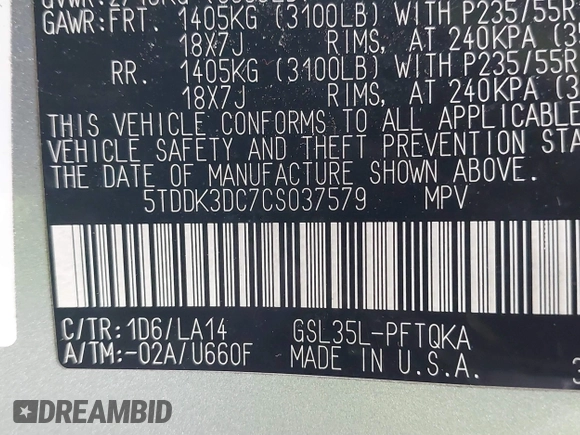 GAWR: FRT. 1405KG (3100LB) WITH P235/55R
18X7J RIMS, AT 240KPA
RR. 1405KG (3100LB) WITH P235/55R
18X7J RIMS, AT 240KPA
THIS VEHICLE CONFORMS TO ALL APPLICABLE
VEHICLE SAFETY AND THEFT PREVENTION STA
THE DATE OF MANUFACTURE SHOWN ABOVE.
5TDDK3DC7CS037579 MPV
C/TR: 1D6/LA14 GSL35L-PFTQKA
A/TM:-02A/U660F MADE IN U.S.A.
DREAMBID